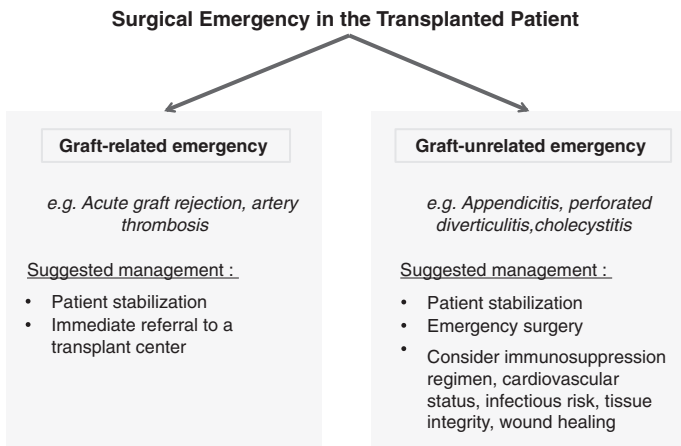 Surgical Emergency in the Transplanted Patient
Graft-related emergency
e.g. Acute graft rejection, artery
thrombosis
Suggested management :
• Patient stabilization
• Immediate referral to a
transplant center
Graft-unrelated emergency
e.g. Appendicitis, perforated
diverticulitis,cholecystitis
Suggested management :
• Patient stabilization
• Emergency surgery
• Consider immunosuppression
regimen, cardiovascular
status, infectious risk, tissue
integrity, wound healing